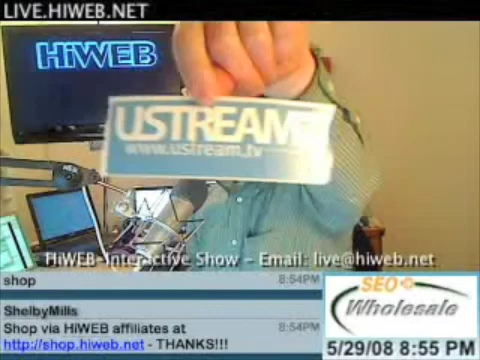 LIVE.HIWEB.NET
HiWEB
USTREAM
www.ustream.tv
HiWEB-Interactive Show - Email: live@hiweb.net
shop 8:54PM
ShelbyMills
Shop via HiWEB affiliates at 8:54PM
http://shop.hiweb.net - THANKS!!!
SEO
Wholesale
5/29/08 8:55 PM